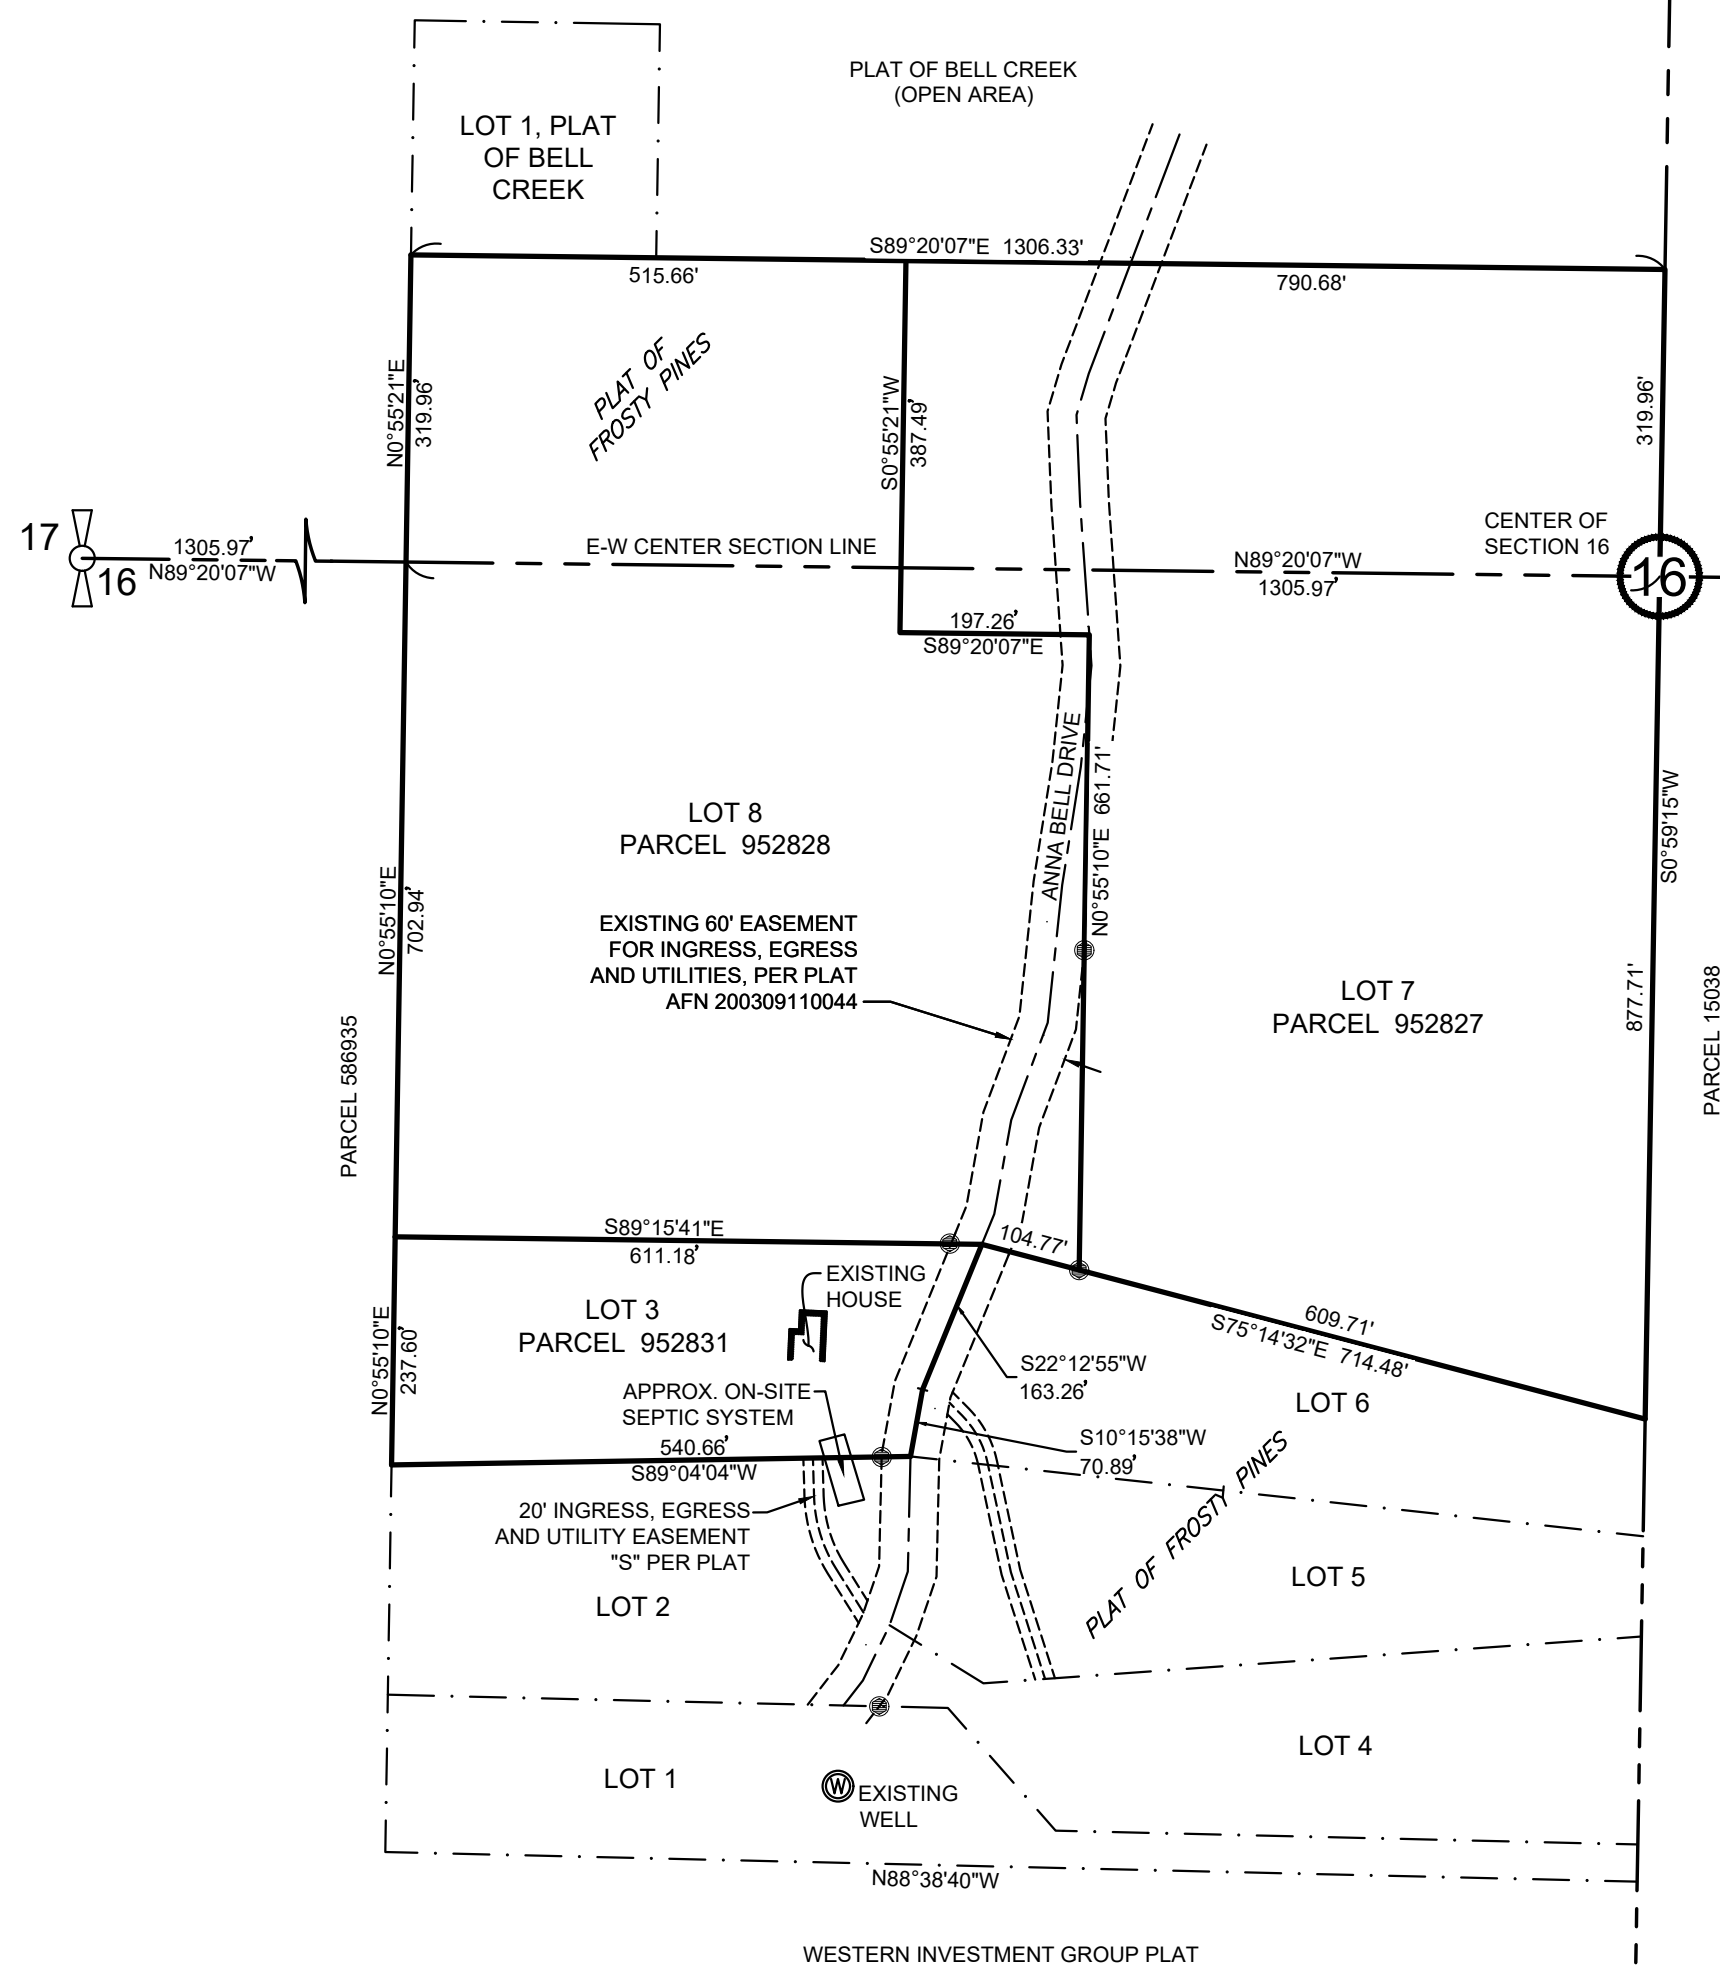 PLAT OF BELL CREEK
(OPEN AREA)
LOT 1, PLAT
OF BELL
CREEK
S89°20'07"E 1306.33'
515.66'
790.68'
PLAT OF
FROSTY PINES
N0°55'21"E
319.96'
S0°55'21"W
387.49'
319.96'
17
16
1305.97'
N89°20'07"W
E-W CENTER SECTION LINE
CENTER OF
SECTION 16
N89°20'07"W
1305.97'
16
197.26'
S89°20'07"E
ANNA BELL DRIVE
N0°55'10"E 661.71'
S0°59'15"W
877.71'
LOT 8
PARCEL 952828
N0°55'10"E
702.94'
EXISTING 60' EASEMENT
FOR INGRESS, EGRESS
AND UTILITIES, PER PLAT
AFN 200309110044
LOT 7
PARCEL 952827
PARCEL 586935
PARCEL 15038
S89°15'41"E
611.18'
104.77'
EXISTING
HOUSE
LOT 3
PARCEL 952831
N0°55'10"E
237.60'
609.71'
S75°14'32"E 714.48'
S22°12'55"W
163.26'
APPROX. ON-SITE
SEPTIC SYSTEM
LOT 6
S10°15'38"W
70.89'
540.66'
S89°04'04"W
20' INGRESS, EGRESS
AND UTILITY EASEMENT
"S" PER PLAT
PLAT OF FROSTY PINES
LOT 5
LOT 2
LOT 4
LOT 1
W
EXISTING
WELL
N88°38'40"W
WESTERN INVESTMENT GROUP PLAT